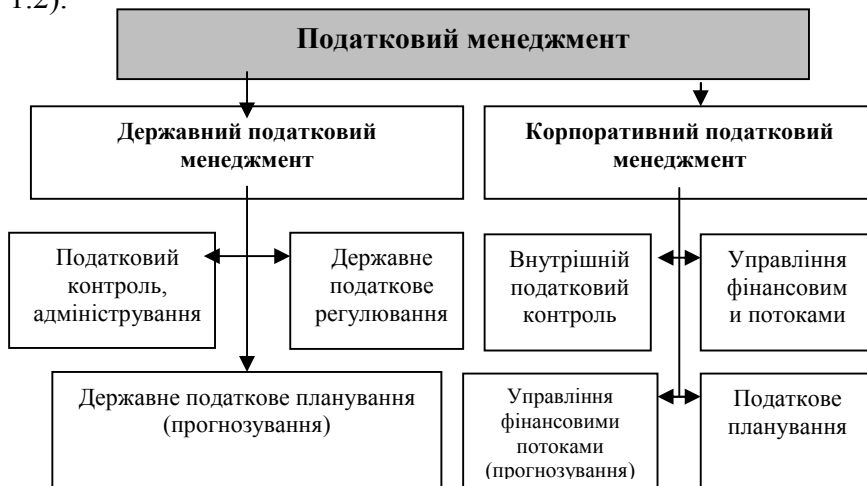 1.2).
Податковий менеджмент
Державний податковий
менеджмент
Корпоративний податковий
менеджмент
Податковий
контроль,
адміністрування
Державне
податкове
регулювання
Внутрішній
податковий
контроль
Управління
фінансовим
и потоками
Державне податкове планування
(прогнозування)
Управління
фінансовими
потоками
(прогнозування)
Податкове
планування